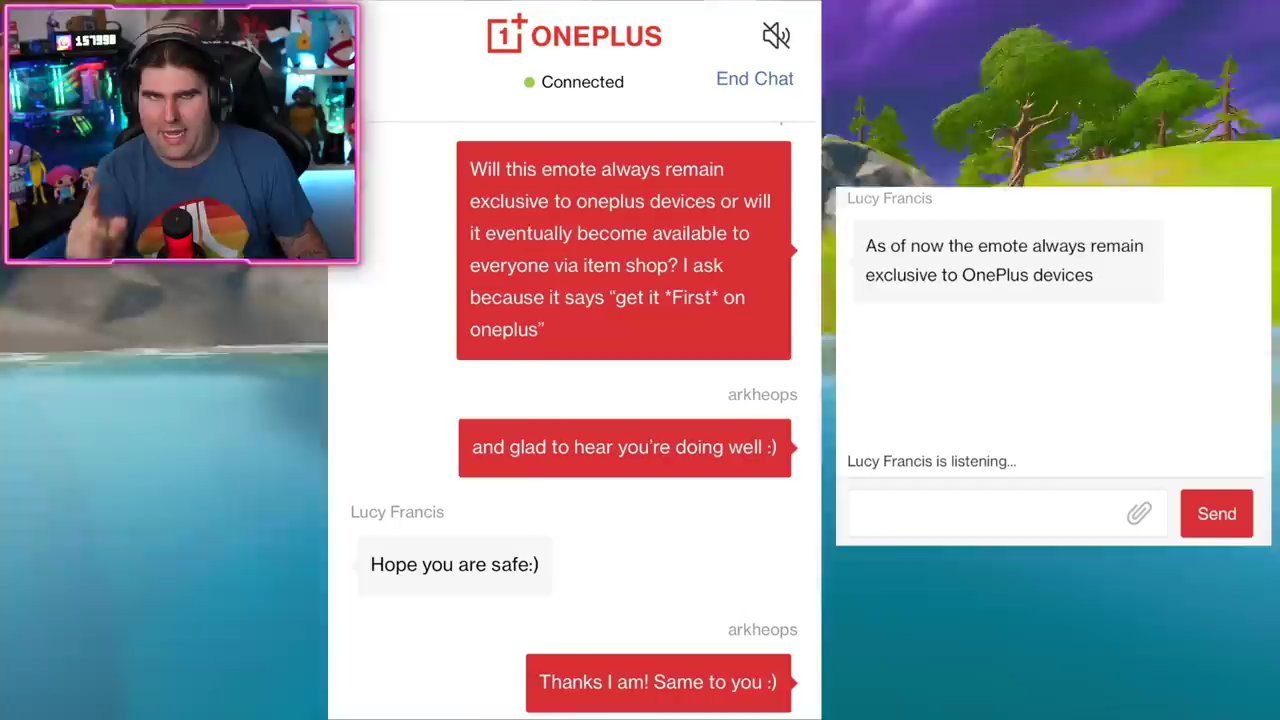 157998
1+ ONEPLUS
Connected
End Chat
Will this emote always remain
exclusive to oneplus devices or will
it eventually become available to
everyone via item shop? I ask
because it says “get it *First* on
oneplus”
arkheops
and glad to hear you’re doing well :)
Lucy Francis
Hope you are safe:)
arkheops
Thanks I am! Same to you :)
Lucy Francis
As of now the emote always remain
exclusive to OnePlus devices
Lucy Francis is listening...
Send